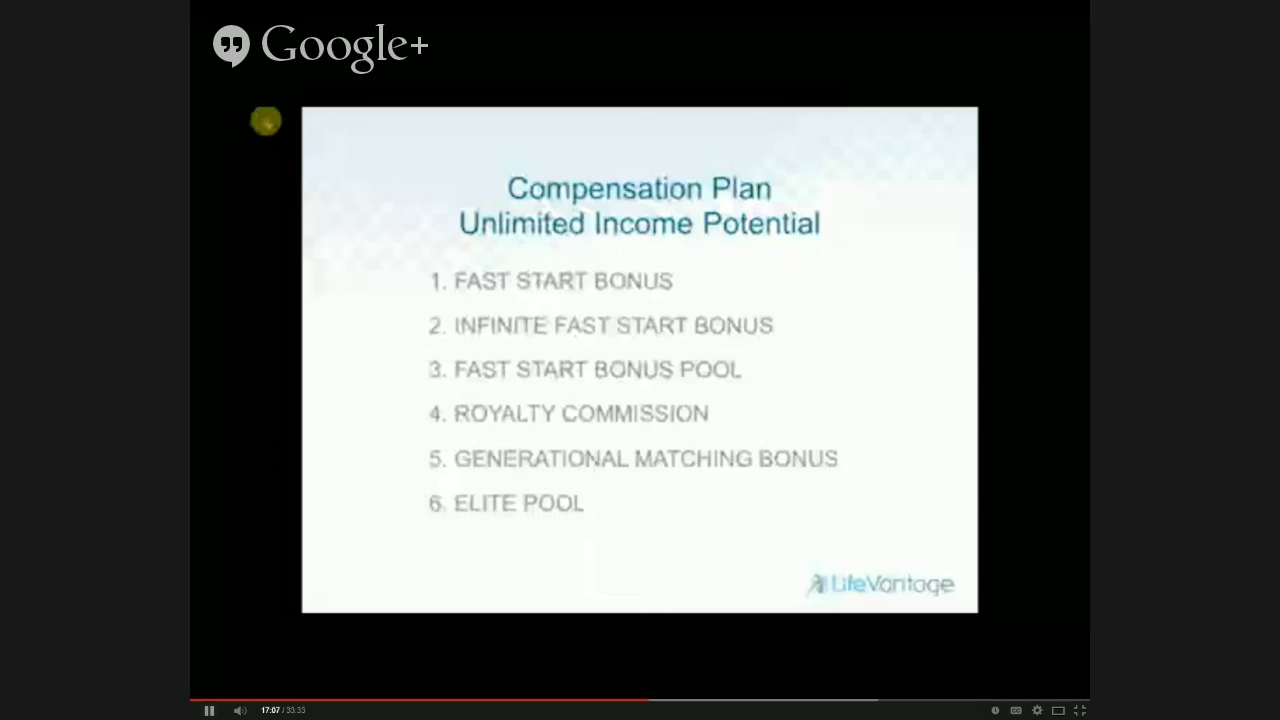 Google+
Compensation Plan
Unlimited Income Potential
1. FAST START BONUS
2. INFINITE FAST START BONUS
3. FAST START BONUS POOL
4. ROYALTY COMMISSION
5. GENERATIONAL MATCHING BONUS
6. ELITE POOL
LifeVantage
17:07 / 33:33
CC